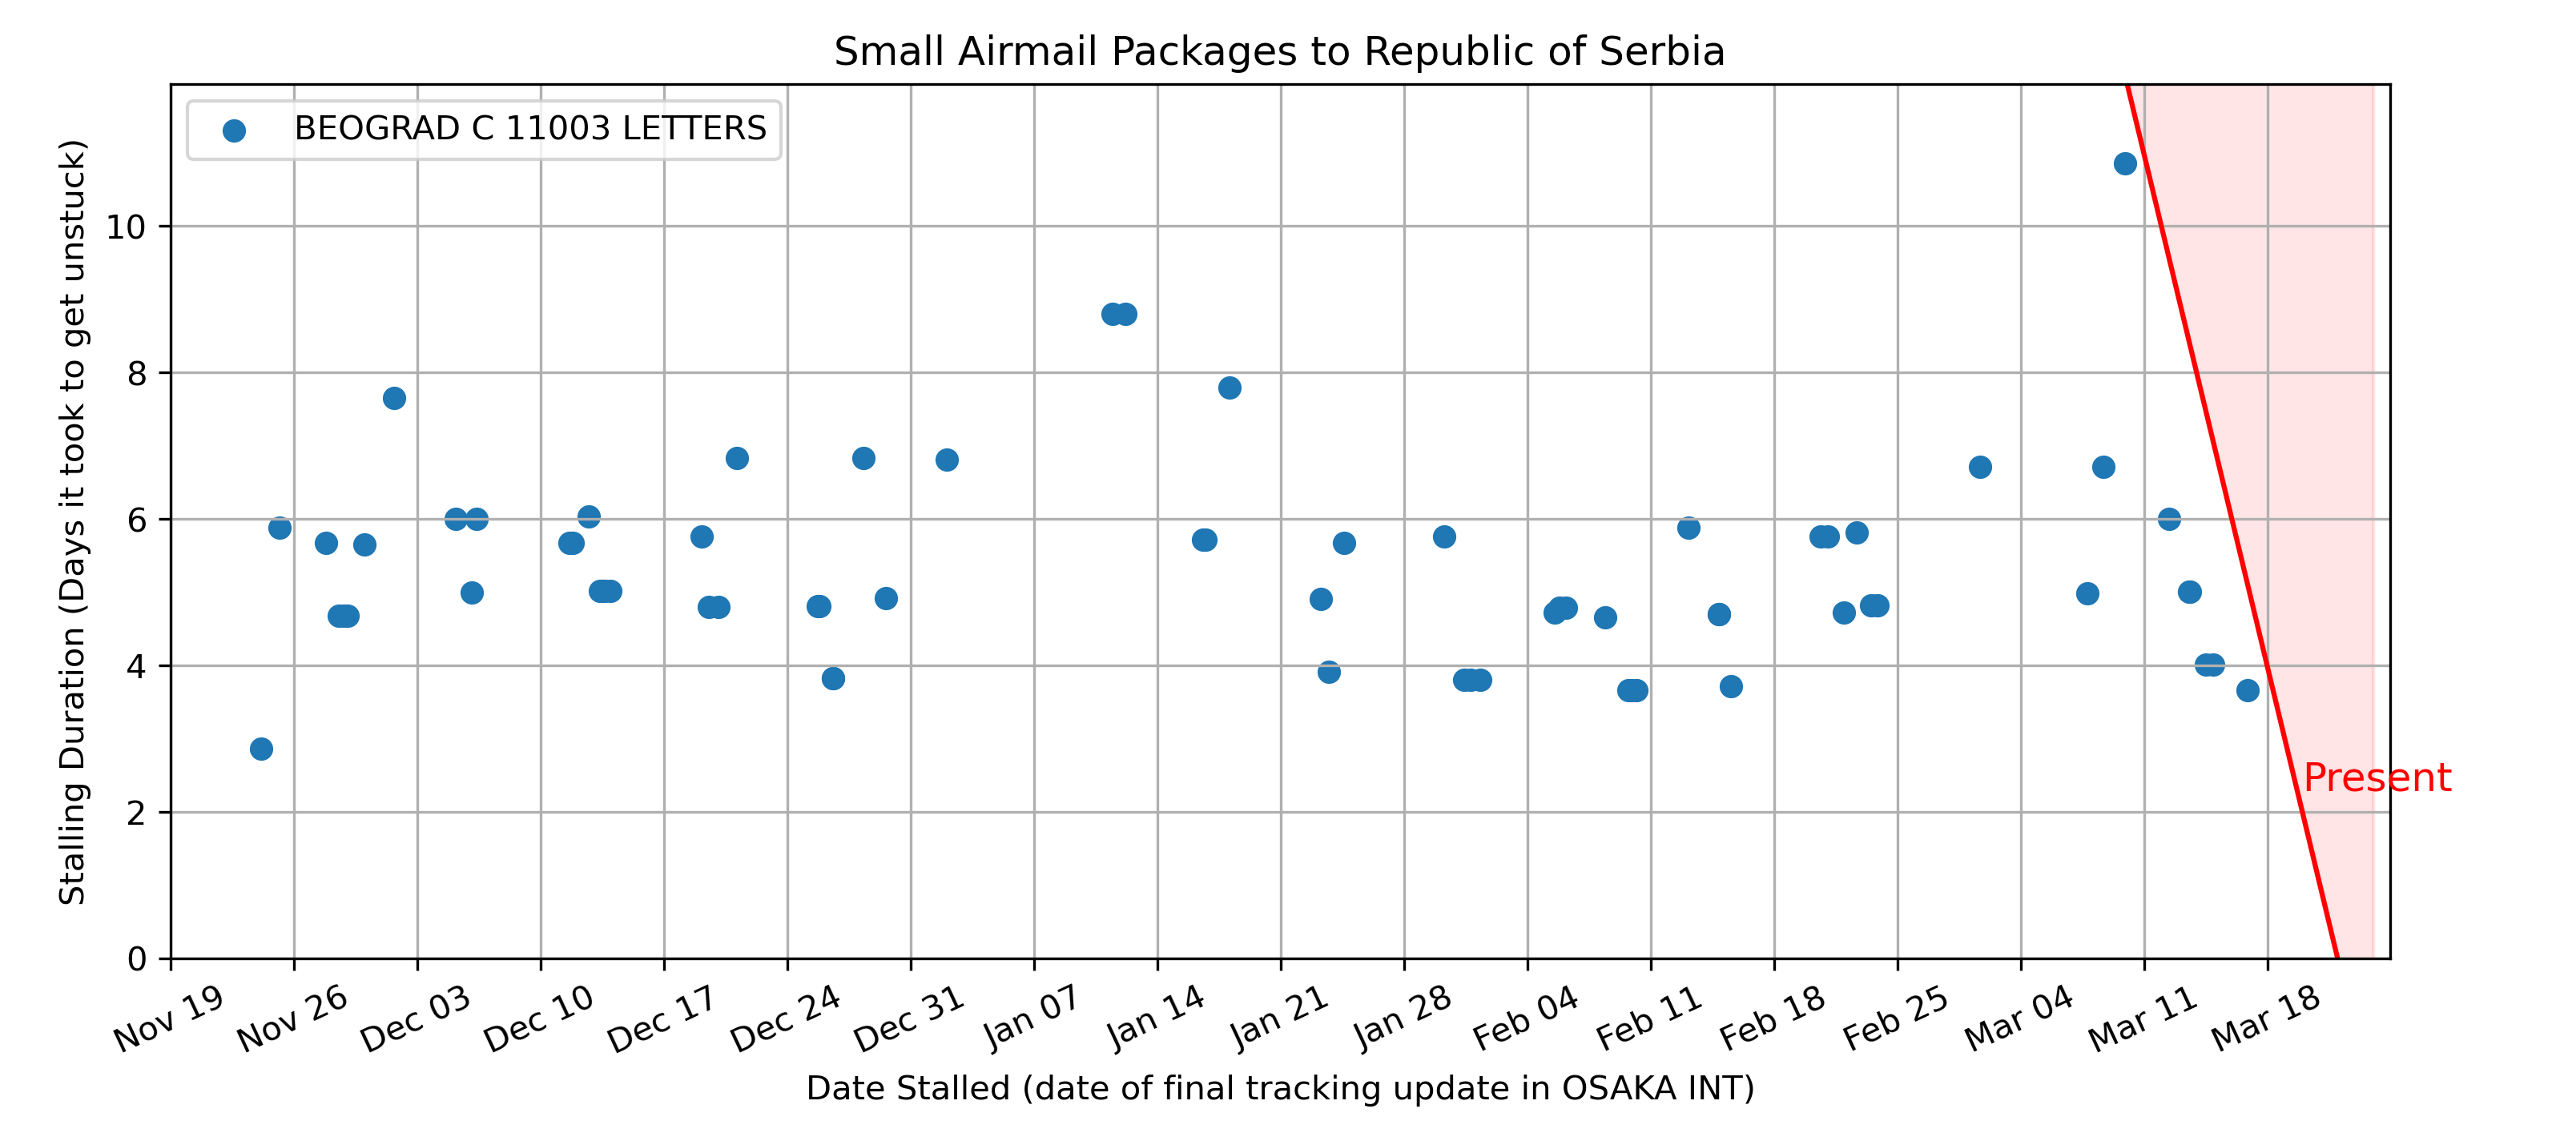 Small Airmail Packages to Republic of Serbia
BEOGRAD C 11003 LETTERS
Stalling Duration (Days it took to get unstuck)
10
8
6
4
2
0
Present
Nov 19
Nov 26
Dec 03
Dec 10
Dec 17
Dec 24
Dec 31
Jan 07
Jan 14
Jan 21
Jan 28
Feb 04
Feb 11
Feb 18
Feb 25
Mar 04
Mar 11
Mar 18
Date Stalled (date of final tracking update in OSAKA INT)